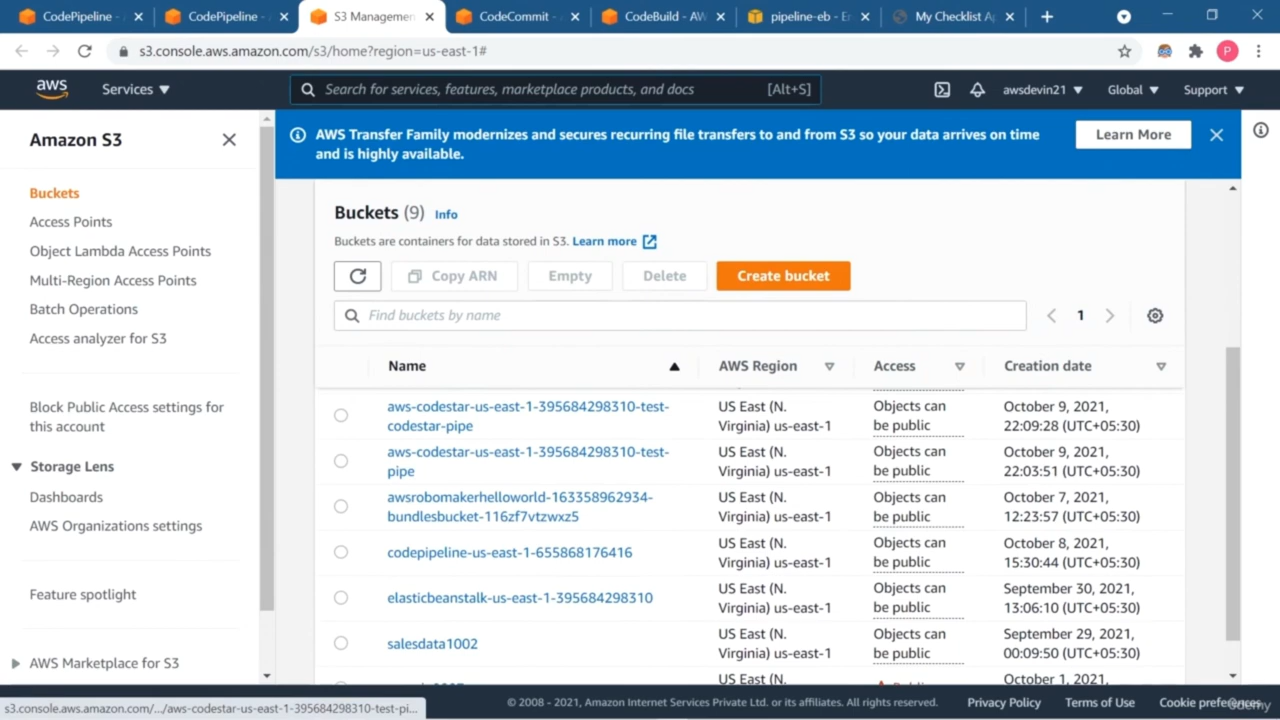 CodePipeline -
CodePipeline -
S3 Managemen
CodeCommit -
CodeBuild - AW
pipeline-eb - E
My Checklist A
s3.console.aws.amazon.com/s3/home?region=us-east-1#
P
aws
Services
Search for services, features, marketplace products, and docs
[Alt+S]
awsdevin21
Global
Support
Amazon S3
Buckets
Access Points
Object Lambda Access Points
Multi-Region Access Points
Batch Operations
Access analyzer for S3
Block Public Access settings for
this account
Storage Lens
Dashboards
AWS Organizations settings
Feature spotlight
AWS Marketplace for S3
AWS Transfer Family modernizes and secures recurring file transfers to and from S3 so your data arrives on time
and is highly available.
Learn More
Buckets (9) Info
Buckets are containers for data stored in S3. Learn more
Copy ARN
Empty
Delete
Create bucket
Find buckets by name
1
Name
AWS Region
Access
Creation date
aws-codestar-us-east-1-395684298310-test-
codestar-pipe
US East (N.
Virginia) us-east-1
Objects can
be public
October 9, 2021,
22:09:28 (UTC+05:30)
aws-codestar-us-east-1-395684298310-test-
pipe
US East (N.
Virginia) us-east-1
Objects can
be public
October 9, 2021,
22:03:51 (UTC+05:30)
awsrobomakerhelloworld-163358962934-
bundlesbucket-116zf7vtzwxz5
US East (N.
Virginia) us-east-1
Objects can
be public
October 7, 2021,
12:23:57 (UTC+05:30)
codepipeline-us-east-1-655868176416
US East (N.
Virginia) us-east-1
Objects can
be public
October 8, 2021,
15:30:44 (UTC+05:30)
elasticbeanstalk-us-east-1-395684298310
US East (N.
Virginia) us-east-1
Objects can
be public
September 30, 2021,
13:06:10 (UTC+05:30)
salesdata1002
US East (N.
Virginia) us-east-1
Objects can
be public
September 29, 2021,
00:09:50 (UTC+05:30)
US East (N.
October 1, 2021,
s3.console.aws.amazon.com/.../aws-codestar-us-east-1-395684298310-test-pi...
© 2008 - 2021, Amazon Internet Services Private Ltd. or its affiliates. All rights reserved.
Privacy Policy
Terms of Use
Cookie preferences
Udemy